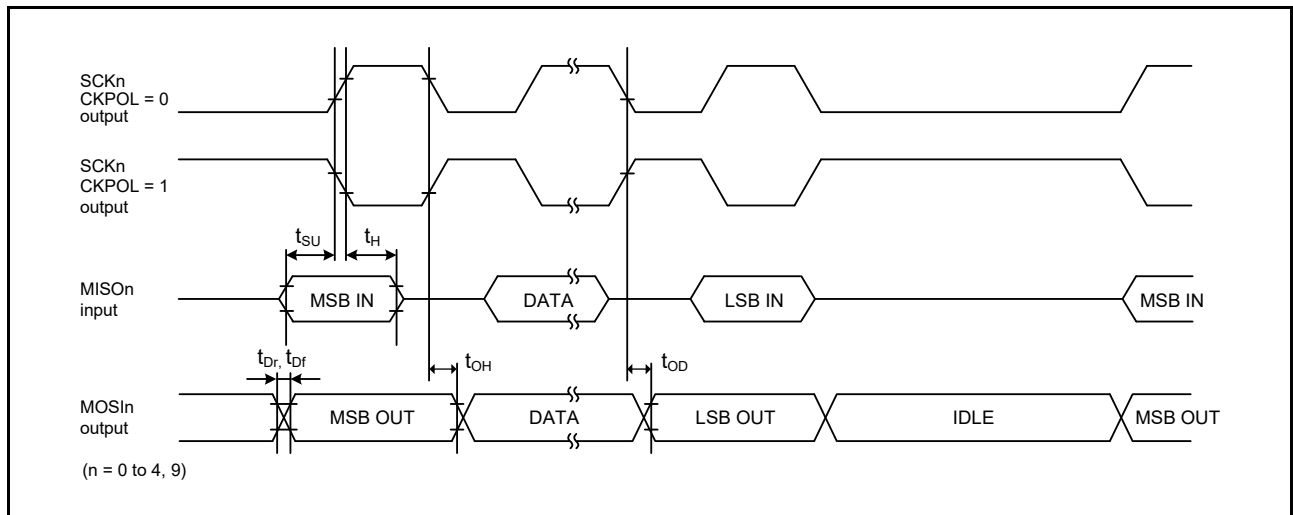 SCKn
CKPOL = 0
output
SCKn
CKPOL = 1
output
tSU
tH
MISOn
input
MSB IN
DATA
LSB IN
MSB IN
tDr, tDf
tOH
tOD
MOSIn
output
MSB OUT
DATA
LSB OUT
IDLE
MSB OUT
(n = 0 to 4, 9)